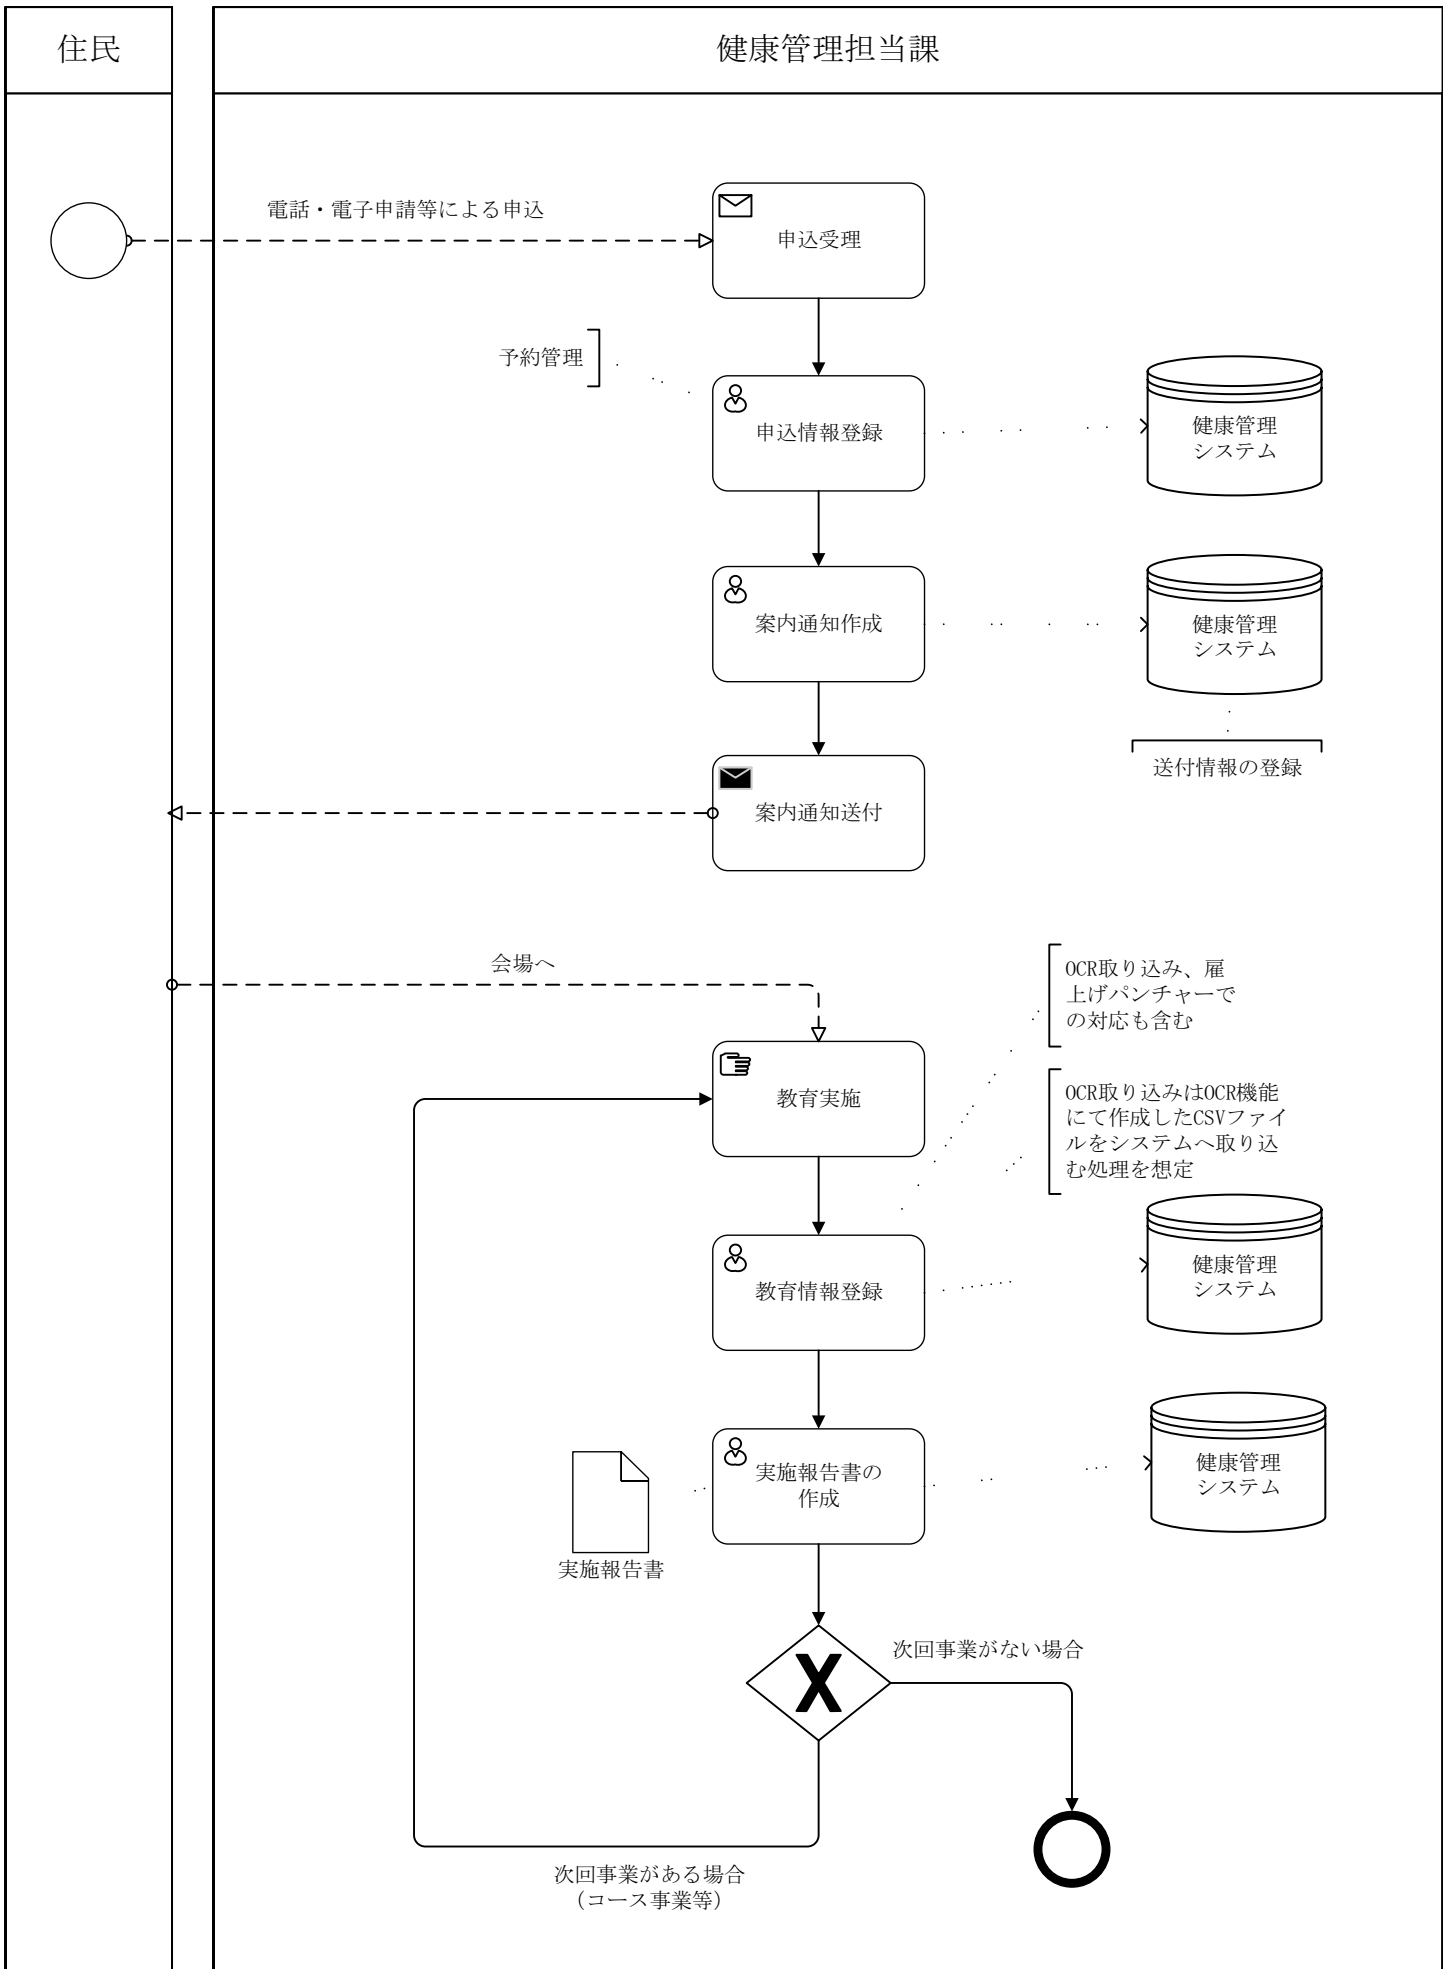 住民
健康管理担当課
電話・電子申請等による申込
申込受理
予約管理
申込情報登録
健康管理
システム
案内通知作成
健康管理
システム
送付情報の登録
案内通知送付
会場へ
OCR取り込み、雇
上げパンチャーで
の対応も含む
教育実施
OCR取り込みはOCR機能
にて作成したCSVファイ
ルをシステムへ取り込
む処理を想定
教育情報登録
健康管理
システム
実施報告書の
作成
健康管理
システム
実施報告書
次回事業がない場合
X
次回事業がある場合
（コース事業等）